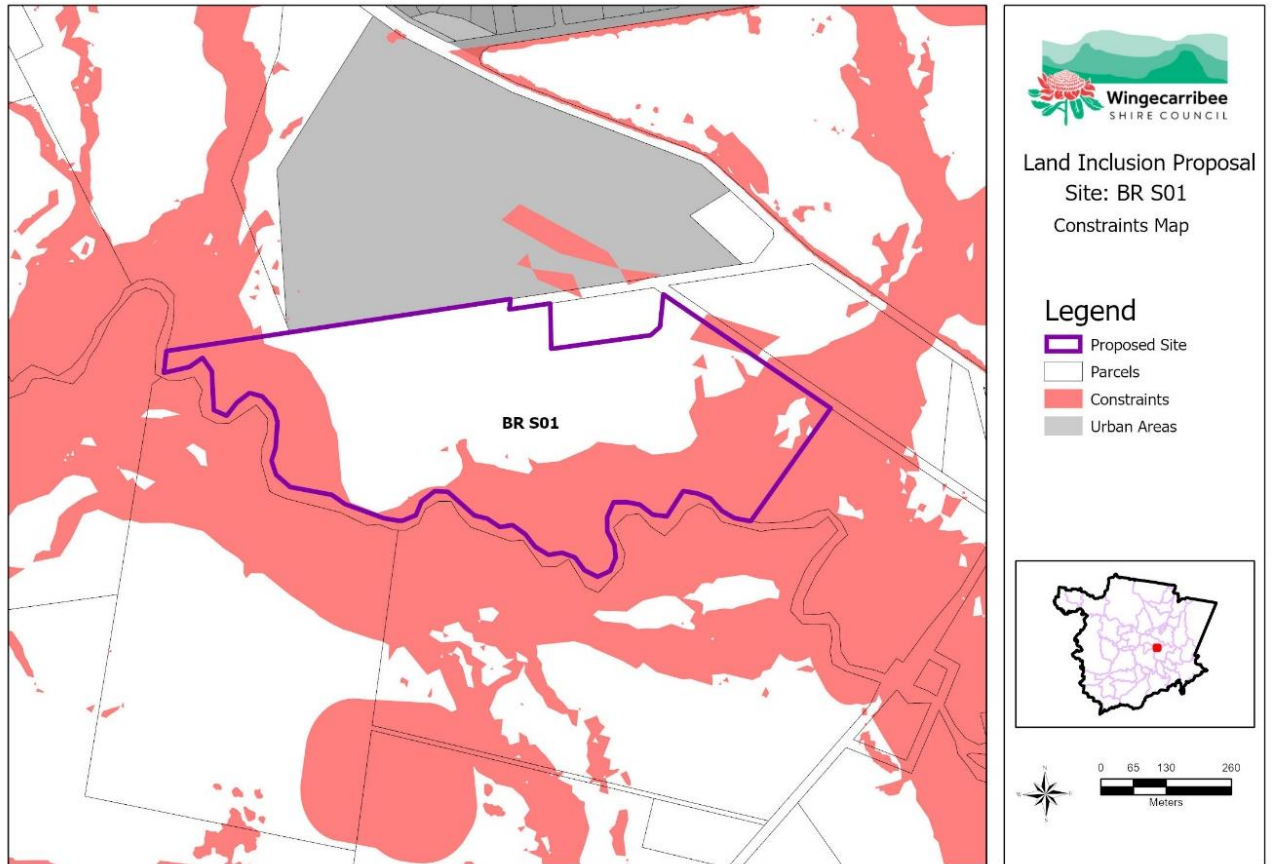 BR S01
Wingecarribee
SHIRE COUNCIL
Land Inclusion Proposal
Site: BR S01
Constraints Map
Legend
Proposed Site
Parcels
Constraints
Urban Areas
N
W E
S
0 65 130 260
Meters